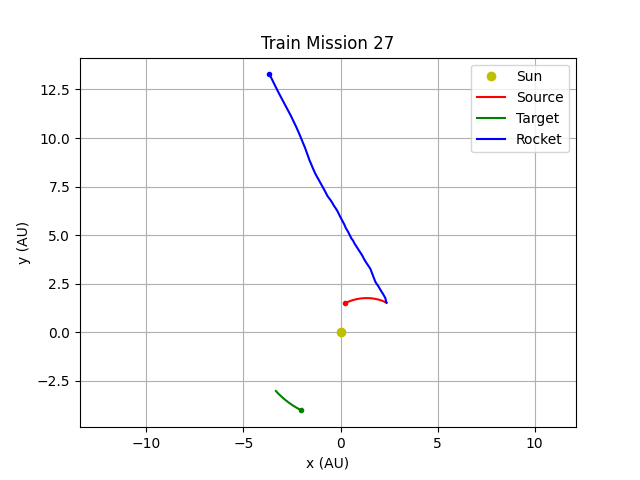 Train Mission 27
Sun
Source
Target
Rocket
12.5
10.0
7.5
5.0
2.5
0.0
−2.5
y (AU)
−10 −5 0 5 10
x (AU)